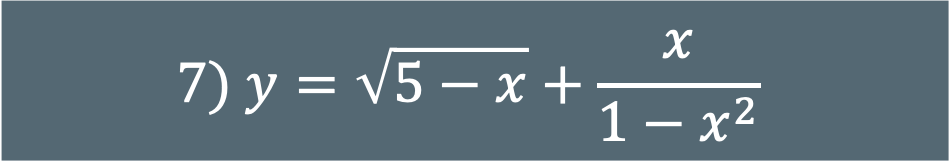 7) y = √(5 − x) + x/(1 − x²)